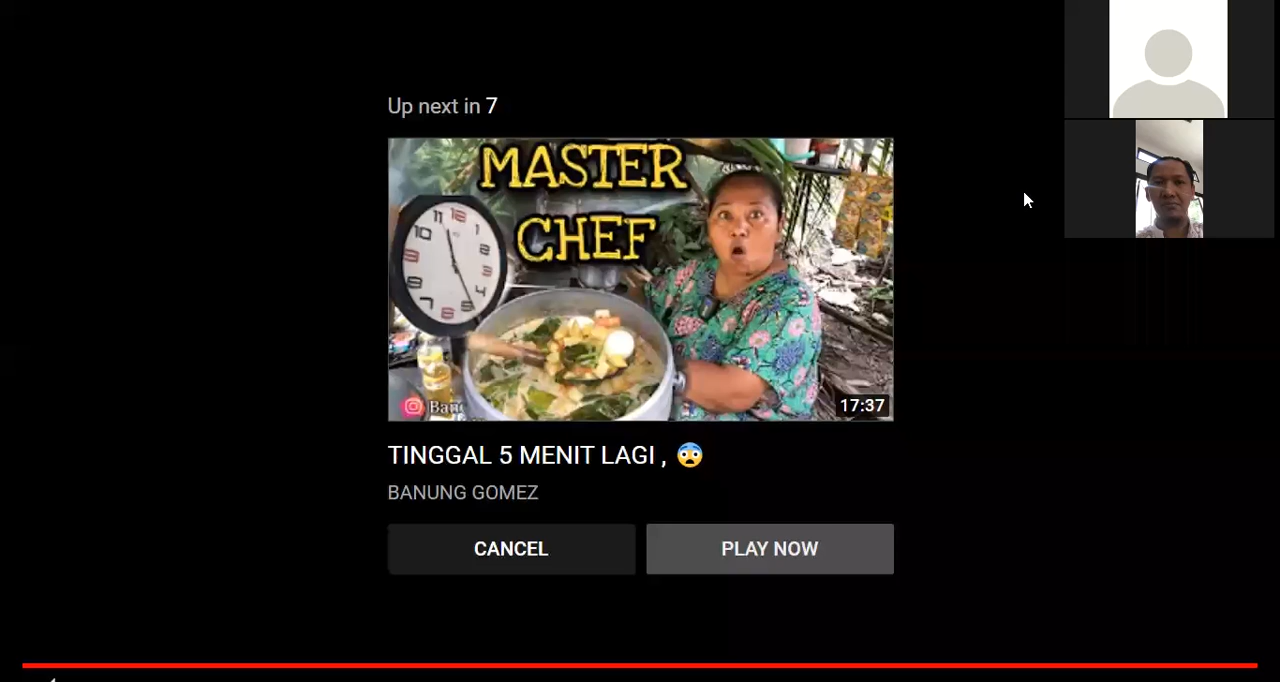 Up next in 7
MASTER
CHEF
17:37
TINGGAL 5 MENIT LAGI , 😨
BANUNG GOMEZ
CANCEL
PLAY NOW